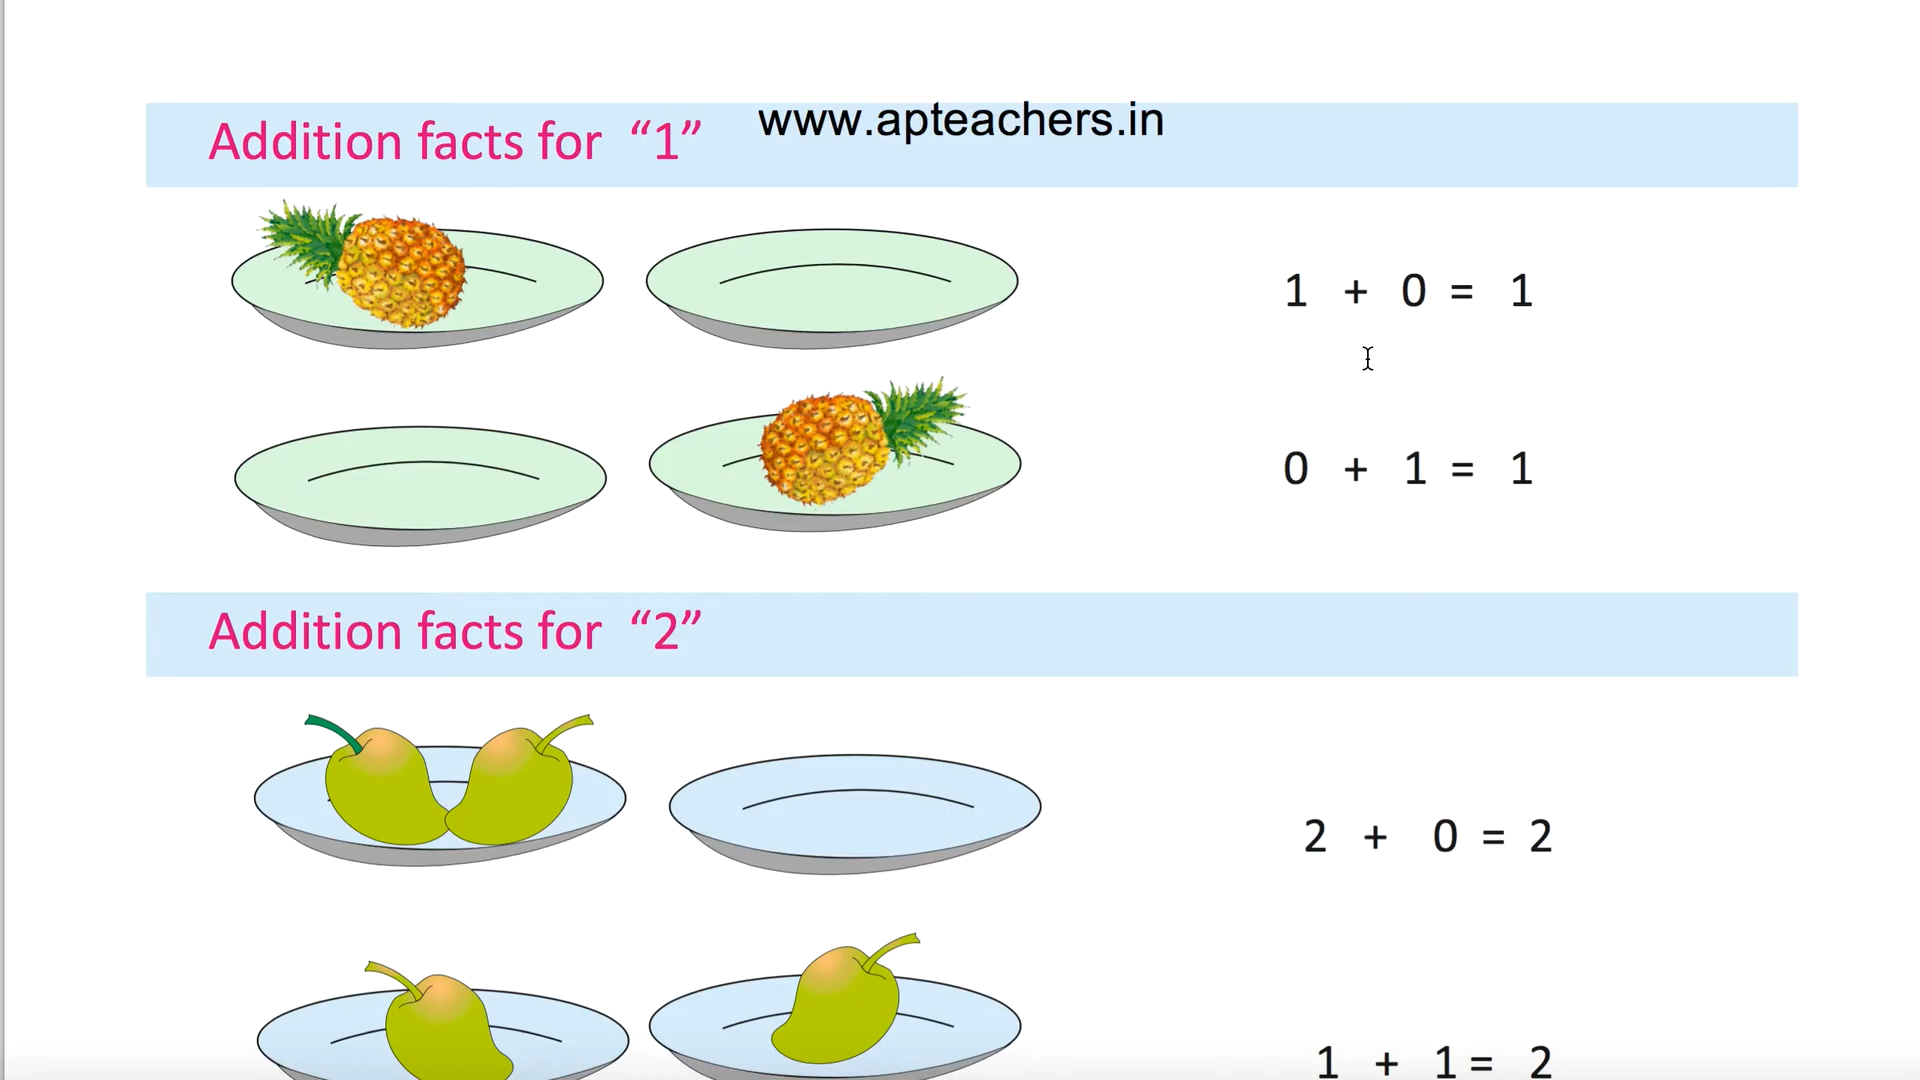 Addition facts for “1” www.apteachers.in
1 + 0 = 1
0 + 1 = 1
Addition facts for “2”
2 + 0 = 2
1 + 1 = 2